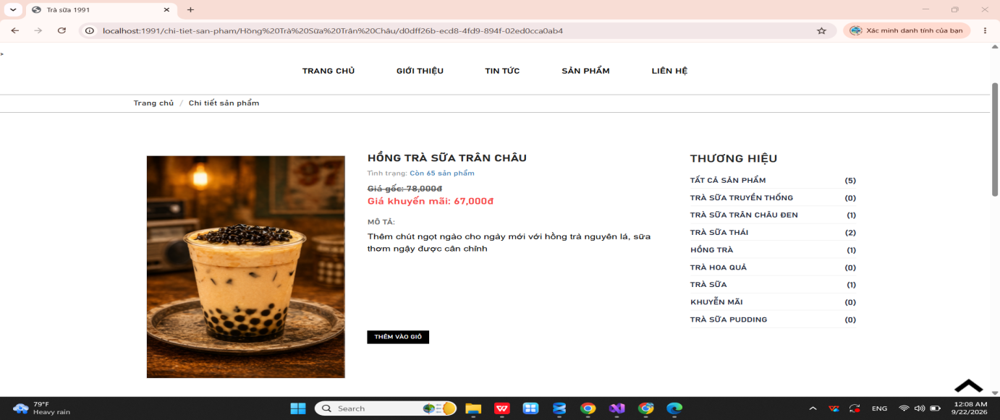 Trà sữa 1991
localhost:1991/chi-tiet-san-pham/Hồng%20Trà%20Sữa%20Trân%20Châu/d0dff26b-ecd8-4fd9-894f-02ed0cca0ab4
Xác minh danh tính của bạn
>
TRANG CHỦ GIỚI THIỆU TIN TỨC SẢN PHẨM LIÊN HỆ
Trang chủ / Chi tiết sản phẩm
97
HỒNG TRÀ SỮA TRÂN CHÂU
Tình trạng: Còn 65 sản phẩm
Giá gốc: 78,000đ
Giá khuyến mãi: 67,000đ
MÔ TẢ:
Thêm chút ngọt ngào cho ngày mới với hồng trà nguyên lá, sữa
thơm ngậy được cân chỉnh
THÊM VÀO GIỎ
THƯƠNG HIỆU
TẤT CẢ SẢN PHẨM (5)
TRÀ SỮA TRUYỀN THỐNG (0)
TRÀ SỮA TRÂN CHÂU ĐEN (1)
TRÀ SỮA THÁI (2)
HỒNG TRÀ (1)
TRÀ HOA QUẢ (0)
TRÀ SỮA (1)
KHUYẾN MÃI (0)
TRÀ SỮA PUDDING (0)
79°F
Heavy rain
Search
ENG
12:08 AM
9/22/2026